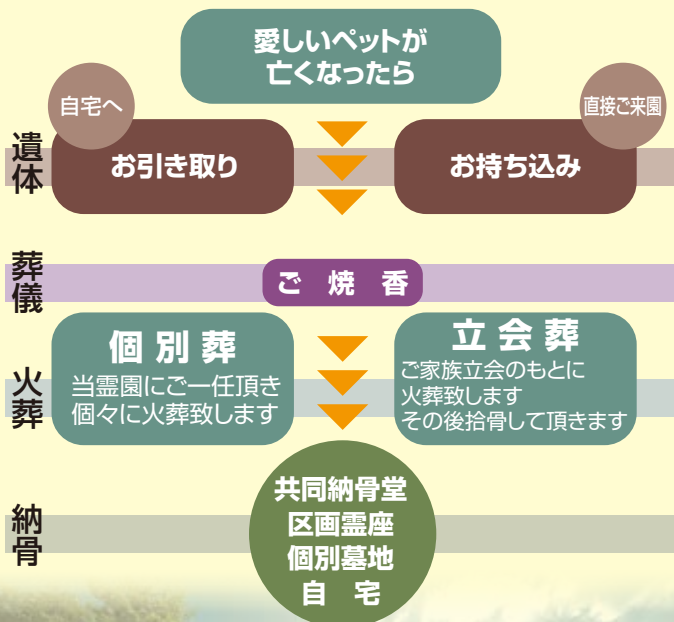 愛しいペットが
亡くなったら
自宅へ
直接ご来園
遺体
お引き取り
お持ち込み
葬儀
ご 焼 香
火葬
個 別 葬
当霊園にご一任頂き
個々に火葬致します
立 会 葬
ご家族立会のもとに
火葬致します
その後拾骨して頂きます
納骨
共同納骨堂
区画霊座
個別墓地
自 宅